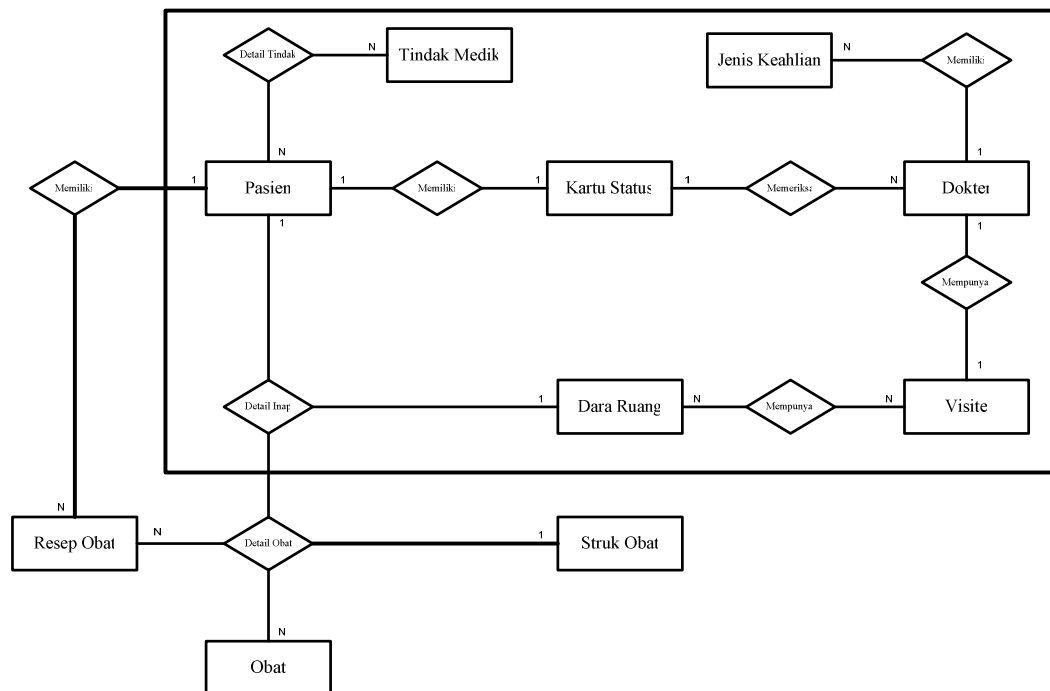 Detail Tindak
N
Tindak Medik
Jenis Keahlian
N
Memiliki
N
1
Memiliki
1
Pasien
1
Memiliki
1
Kartu Status
1
Memeriksa
N
Dokter
1
1
Mempunya
1
Detail Inap
1
Dara Ruang
N
Mempunya
N
Visite
N
Resep Obat
N
Detail Obat
1
Struk Obat
N
Obat